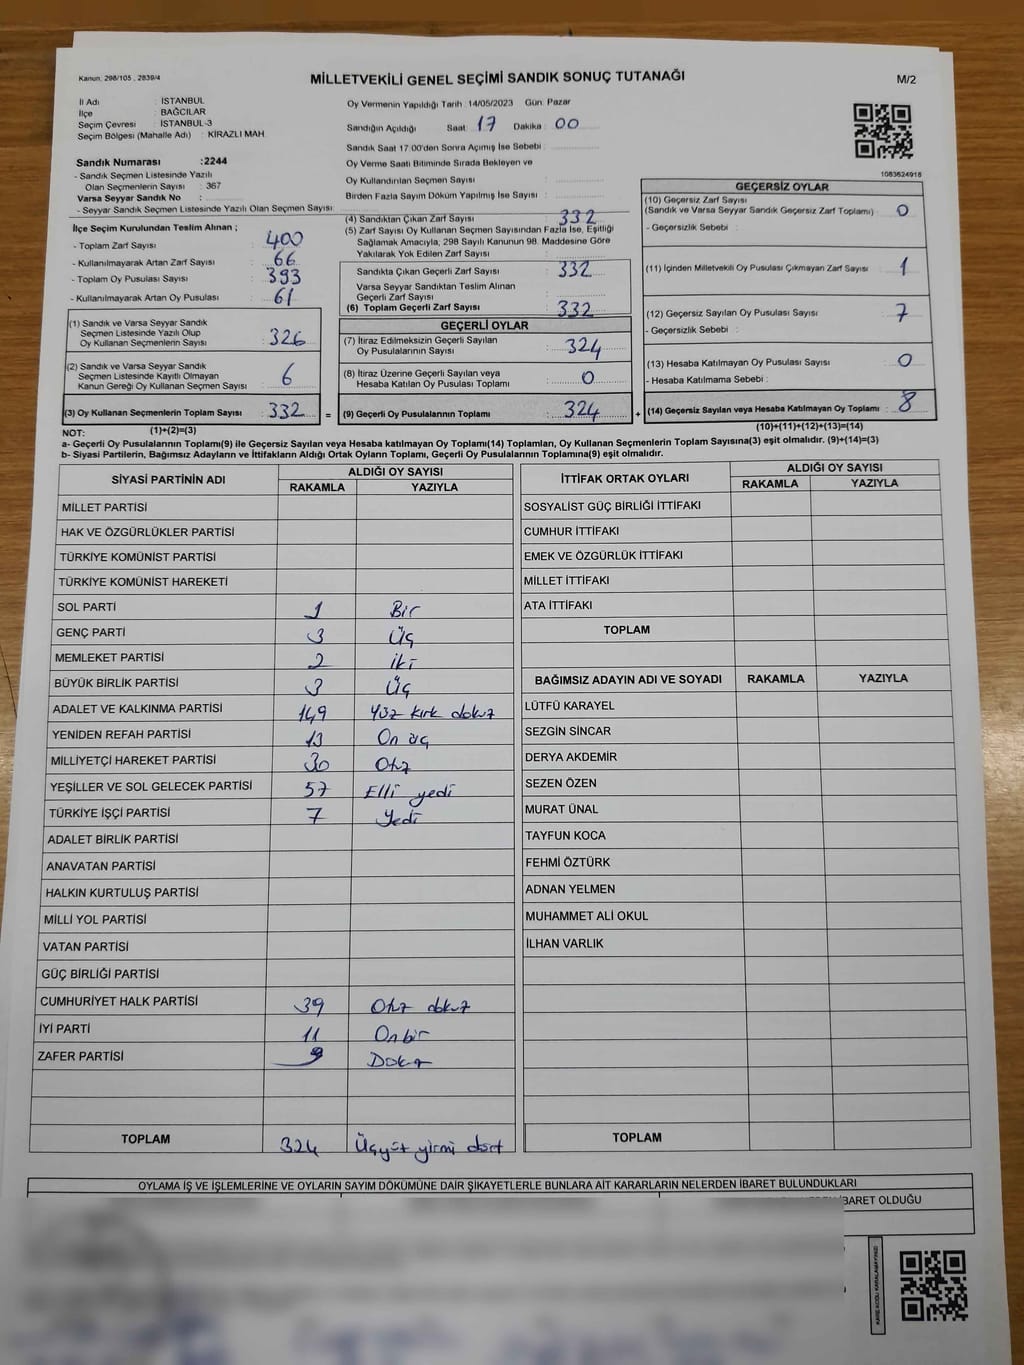 Kanun, 298/105 , 2839/4
MİLLETVEKİLİ GENEL SEÇİMİ SANDIK SONUÇ TUTANAĞI
M/2
İl Adı : İSTANBUL
İlçe : BAĞCILAR
Seçim Çevresi : İSTANBUL-3
Seçim Bölgesi (Mahalle Adı) : KİRAZLI MAH.
Sandık Numarası :2244
- Sandık Seçmen Listesinde Yazılı
Olan Seçmenlerin Sayısı : 367
Varsa Seyyar Sandık No :
- Seyyar Sandık Seçmen Listesinde Yazılı Olan Seçmen Sayısı:
Oy Vermenin Yapıldığı Tarih :14/05/2023 Gün: Pazar
Sandığın Açıldığı Saat: 17 Dakika : 00
Sandık Saat 17:00'den Sonra Açımış İse Sebebi :
Oy Verme Saati Bitiminde Sırada Bekleyen ve
Oy Kullandırılan Seçmen Sayısı :
Birden Fazla Sayım Döküm Yapılmış İse Sayısı :
1083624918
İlçe Seçim Kurulundan Teslim Alınan ;
- Toplam Zarf Sayısı : 400
- Kullanılmayarak Artan Zarf Sayısı : 66
- Toplam Oy Pusulası Sayısı : 393
- Kullanılmayarak Artan Oy Pusulası : 61
(4) Sandıktan Çıkan Zarf Sayısı : 332
(5) Zarf Sayısı Oy Kullanan Seçmen Sayısından Fazla İse, Eşitliği
Sağlamak Amacıyla, 298 Sayılı Kanunun 98. Maddesine Göre
Yakılarak Yok Edilen Zarf Sayısı :
Sandıkta Çıkan Geçerli Zarf Sayısı : 332
Varsa Seyyar Sandıktan Teslim Alınan
Geçerli Zarf Sayısı :
(6) Toplam Geçerli Zarf Sayısı : 332
GEÇERSİZ OYLAR
(10) Geçersiz Zarf Sayısı
(Sandık ve Varsa Seyyar Sandık Geçersiz Zarf Toplamı) : 0
- Geçersizlik Sebebi :
(11) İçinden Milletvekili Oy Pusulası Çıkmayan Zarf Sayısı : 1
(12) Geçersiz Sayılan Oy Pusulası Sayısı : 7
- Geçersizlik Sebebi :
(13) Hesaba Katılmayan Oy Pusulası Sayısı : 0
- Hesaba Katılmama Sebebi :
(14) Geçersiz Sayılan veya Hesaba Katılmayan Oy Toplamı : 8
(10)+(11)+(12)+(13)=(14)
(1) Sandık ve Varsa Seyyar Sandık
Seçmen Listesinde Yazılı Olup
Oy Kullanan Seçmenlerin Sayısı : 326
(2) Sandık ve Varsa Seyyar Sandık
Seçmen Listesinde Kayıtlı Olmayan
Kanun Gereği Oy Kullanan Seçmen Sayısı : 6
(3) Oy Kullanan Seçmenlerin Toplam Sayısı : 332 =
(1)+(2)=(3)
GEÇERLİ OYLAR
(7) İtiraz Edilmeksizin Geçerli Sayılan
Oy Pusulalarının Sayısı : 324
(8) İtiraz Üzerine Geçerli Sayılan veya
Hesaba Katılan Oy Pusulası Toplamı : 0
(9) Geçerli Oy Pusulalarının Toplamı : 324 +
NOT:
a- Geçerli Oy Pusulalarının Toplamı(9) ile Geçersiz Sayılan veya Hesaba katılmayan Oy Toplamı(14) Toplamları, Oy Kullanan Seçmenlerin Toplam Sayısına(3) eşit olmalıdır. (9)+(14)=(3)
b- Siyasi Partilerin, Bağımsız Adayların ve İttifakların Aldığı Ortak Oyların Toplamı, Geçerli Oy Pusulalarının Toplamına(9) eşit olmalıdır.
SİYASİ PARTİNİN ADI ALDIĞI OY SAYISI
RAKAMLA YAZIYLA
MİLLET PARTİSİ
HAK VE ÖZGÜRLÜKLER PARTİSİ
TÜRKİYE KOMÜNİST PARTİSİ
TÜRKİYE KOMÜNİST HAREKETİ
SOL PARTİ 1 Bir
GENÇ PARTİ 3 Üç
MEMLEKET PARTİSİ 2 iki
BÜYÜK BİRLİK PARTİSİ 3 Üç
ADALET VE KALKINMA PARTİSİ 149 Yüz kırk dokuz
YENİDEN REFAH PARTİSİ 13 On üç
MİLLİYETÇİ HAREKET PARTİSİ 30 Otuz
YEŞİLLER VE SOL GELECEK PARTİSİ 57 Elli yedi
TÜRKİYE İŞÇİ PARTİSİ 7 Yedi
ADALET BİRLİK PARTİSİ
ANAVATAN PARTİSİ
HALKIN KURTULUŞ PARTİSİ
MİLLİ YOL PARTİSİ
VATAN PARTİSİ
GÜÇ BİRLİĞİ PARTİSİ
CUMHURİYET HALK PARTİSİ 39 Otuz dokuz
İYİ PARTİ 11 Onbir
ZAFER PARTİSİ 9 Dokuz
TOPLAM 324 Üçyüz yirmi dört
İTTİFAK ORTAK OYLARI ALDIĞI OY SAYISI
RAKAMLA YAZIYLA
SOSYALİST GÜÇ BİRLİĞİ İTTİFAKI
CUMHUR İTTİFAKI
EMEK VE ÖZGÜRLÜK İTTİFAKI
MİLLET İTTİFAKI
ATA İTTİFAKI
TOPLAM
BAĞIMSIZ ADAYIN ADI VE SOYADI RAKAMLA YAZIYLA
LÜTFÜ KARAYEL
SEZGİN SİNCAR
DERYA AKDEMİR
SEZEN ÖZEN
MURAT ÜNAL
TAYFUN KOCA
FEHMİ ÖZTÜRK
ADNAN YELMEN
MUHAMMET ALİ OKUL
İLHAN VARLIK
TOPLAM
OYLAMA İŞ VE İŞLEMLERİNE VE OYLARIN SAYIM DÖKÜMÜNE DAİR ŞİKAYETLERLE BUNLARA AİT KARARLARIN NELERDEN İBARET BULUNDUKLARI
İBARET OLDUĞU
KARE KODU KARALAMAYINIZ!